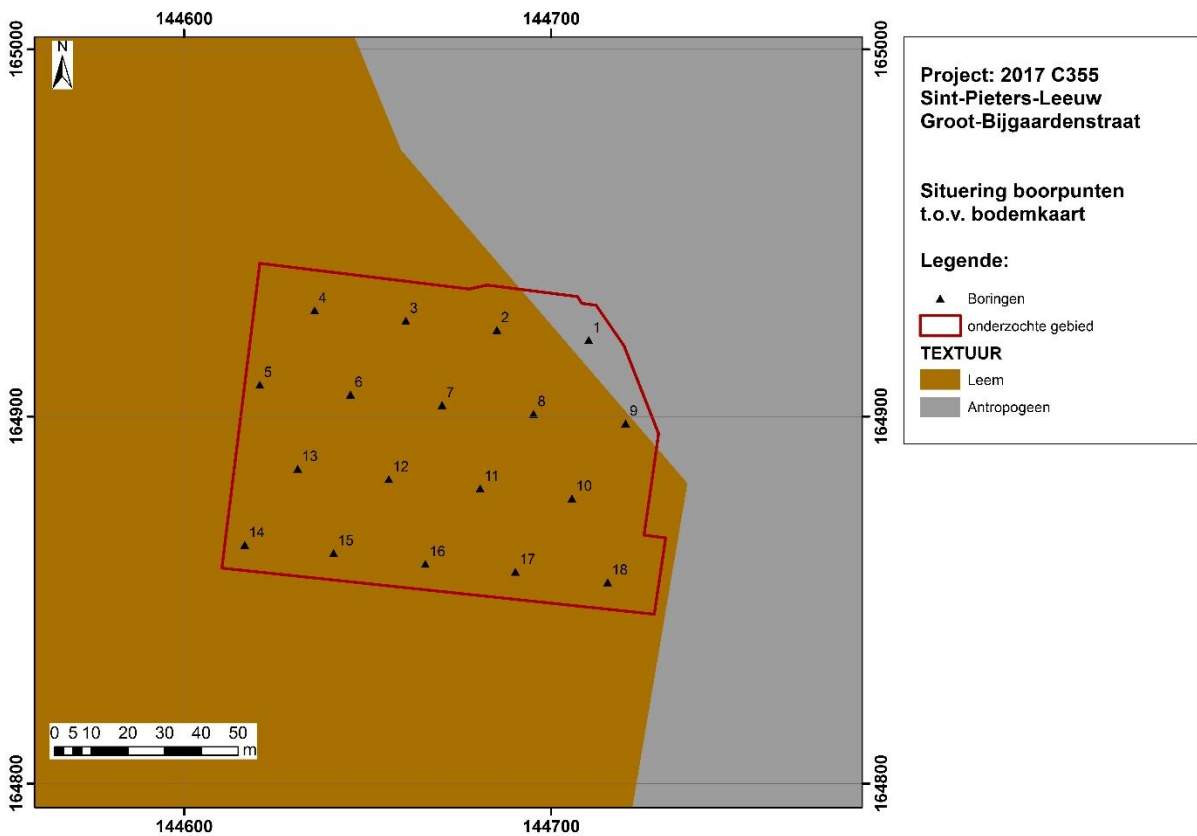 144600
144700
165000
165000
N
Project: 2017 C355
Sint-Pieters-Leeuw
Groot-Bijgaardenstraat
Situering boorpunten
t.o.v. bodemkaart
Legende:
Boringen
onderzochte gebied
TEXTUUR
Leem
Antropogeen
4
3
2
1
5
6
7
8
9
164900
164900
13
12
11
10
14
15
16
17
18
0 5 10 20 30 40 50
m
164800
164800
144600
144700